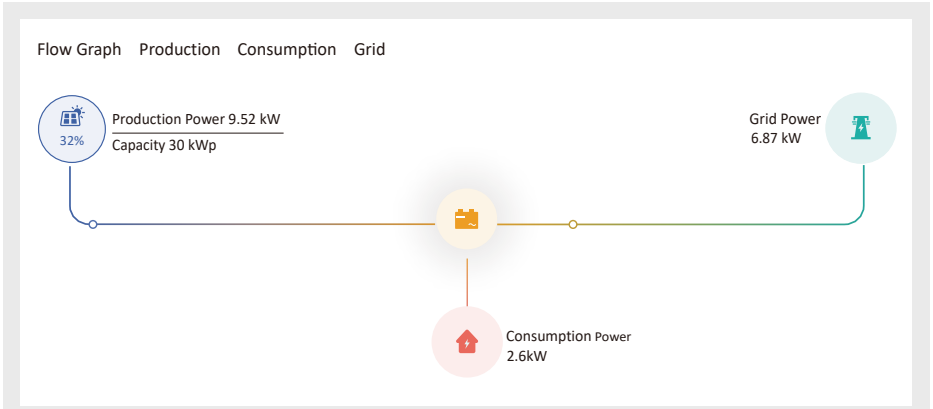 Flow Graph Production Consumption Grid
Production Power 9.52 kW
32%
Capacity 30 kWp
Grid Power
6.87 kW
Consumption Power
2.6kW